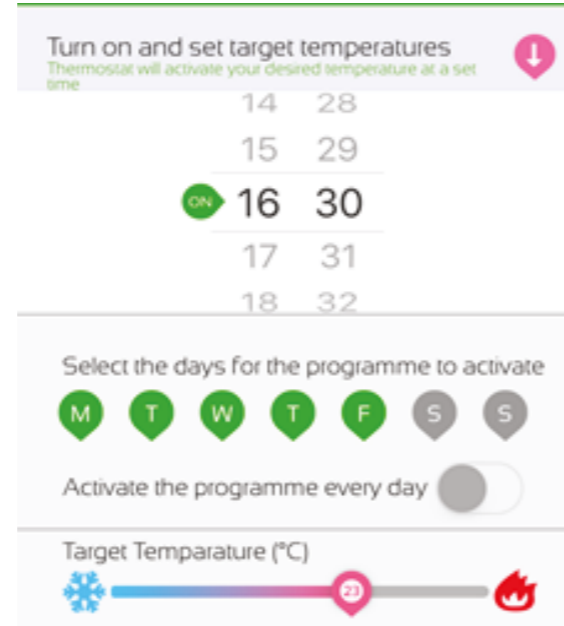 Turn on and set target temperatures
Thermostat will activate your desired temperature at a set
time
14 28
15 29
ON 16 30
17 31
18 32
Select the days for the programme to activate
M T W T F S S
Activate the programme every day
Target Temparature (°C)
23